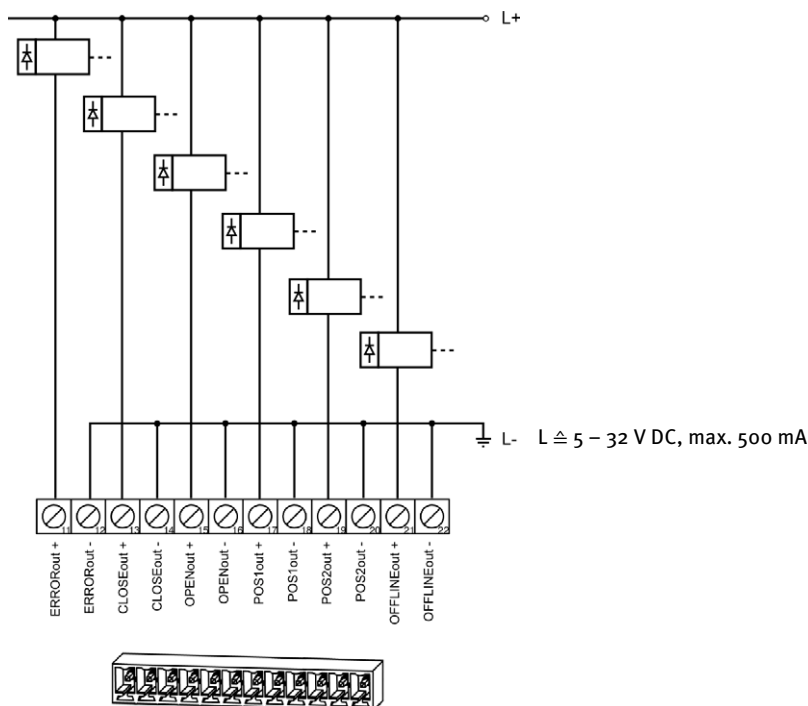 L+
L- L ≙ 5 – 32 V DC, max. 500 mA
11 12 13 14 15 16 17 18 19 20 21 22
ERRORout +
ERRORout -
CLOSEout +
CLOSEout -
OPENout +
OPENout -
POS1out +
POS1out -
POS2out +
POS2out -
OFFLINEout +
OFFLINEout -